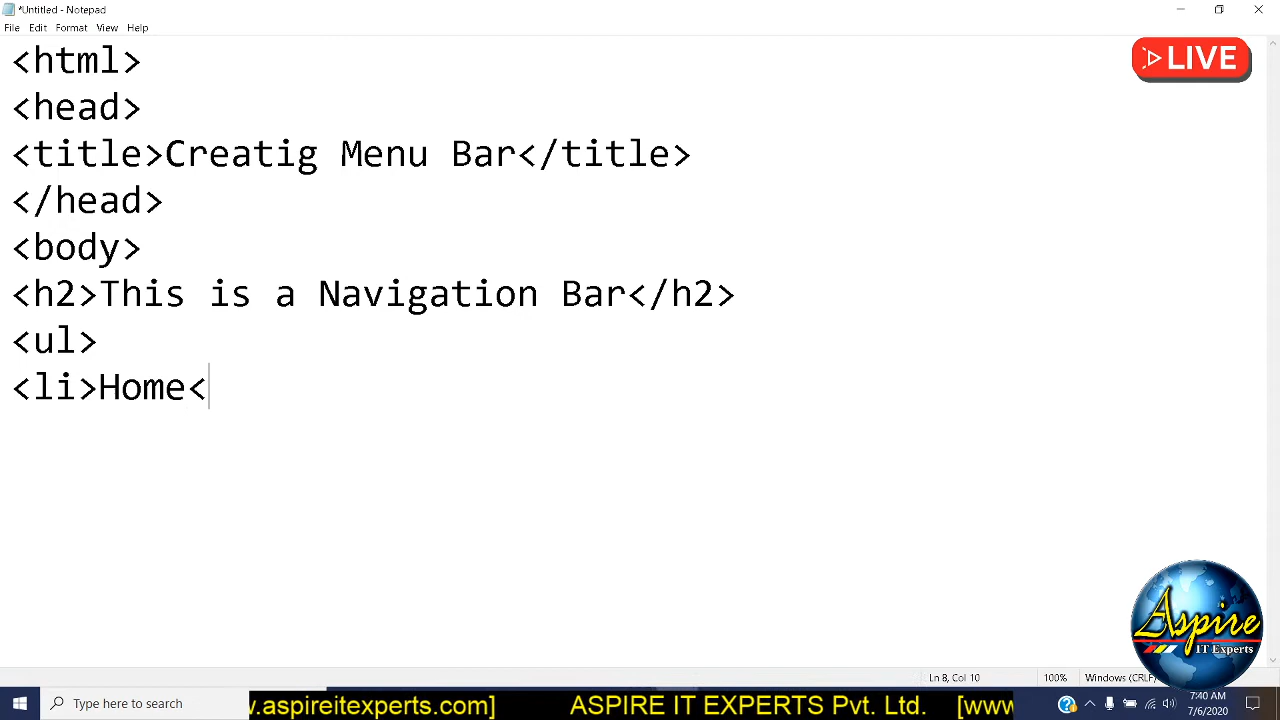 *Untitled - Notepad
File Edit Format View Help
<html>
<head>
<title>Creatig Menu Bar</title>
</head>
<body>
<h2>This is a Navigation Bar</h2>
<ul>
<li>Home<
LIVE
Aspire
IT Experts
Ln 8, Col 10 100% Windows (CRLF)
Type here to search
.aspireitexperts.com] ASPIRE IT EXPERTS Pvt. Ltd. [www
7:40 AM
7/6/2020